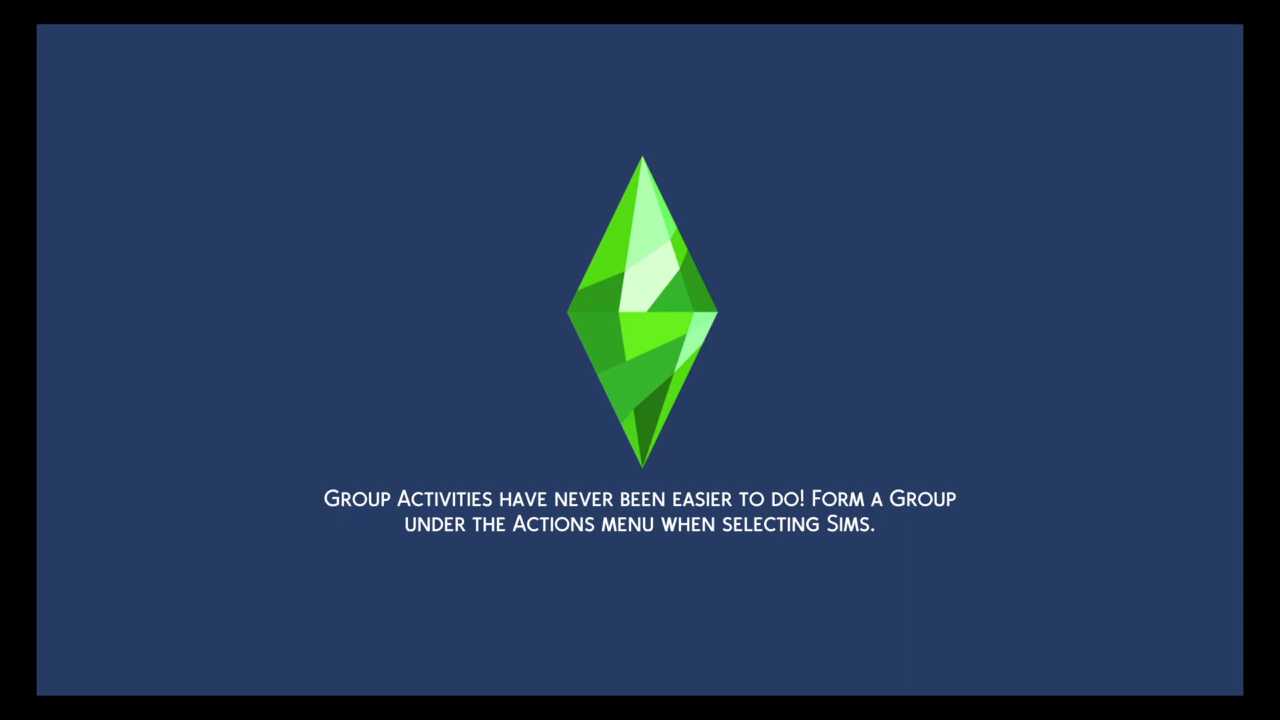 Group Activities have never been easier to do! Form a Group
under the Actions menu when selecting Sims.